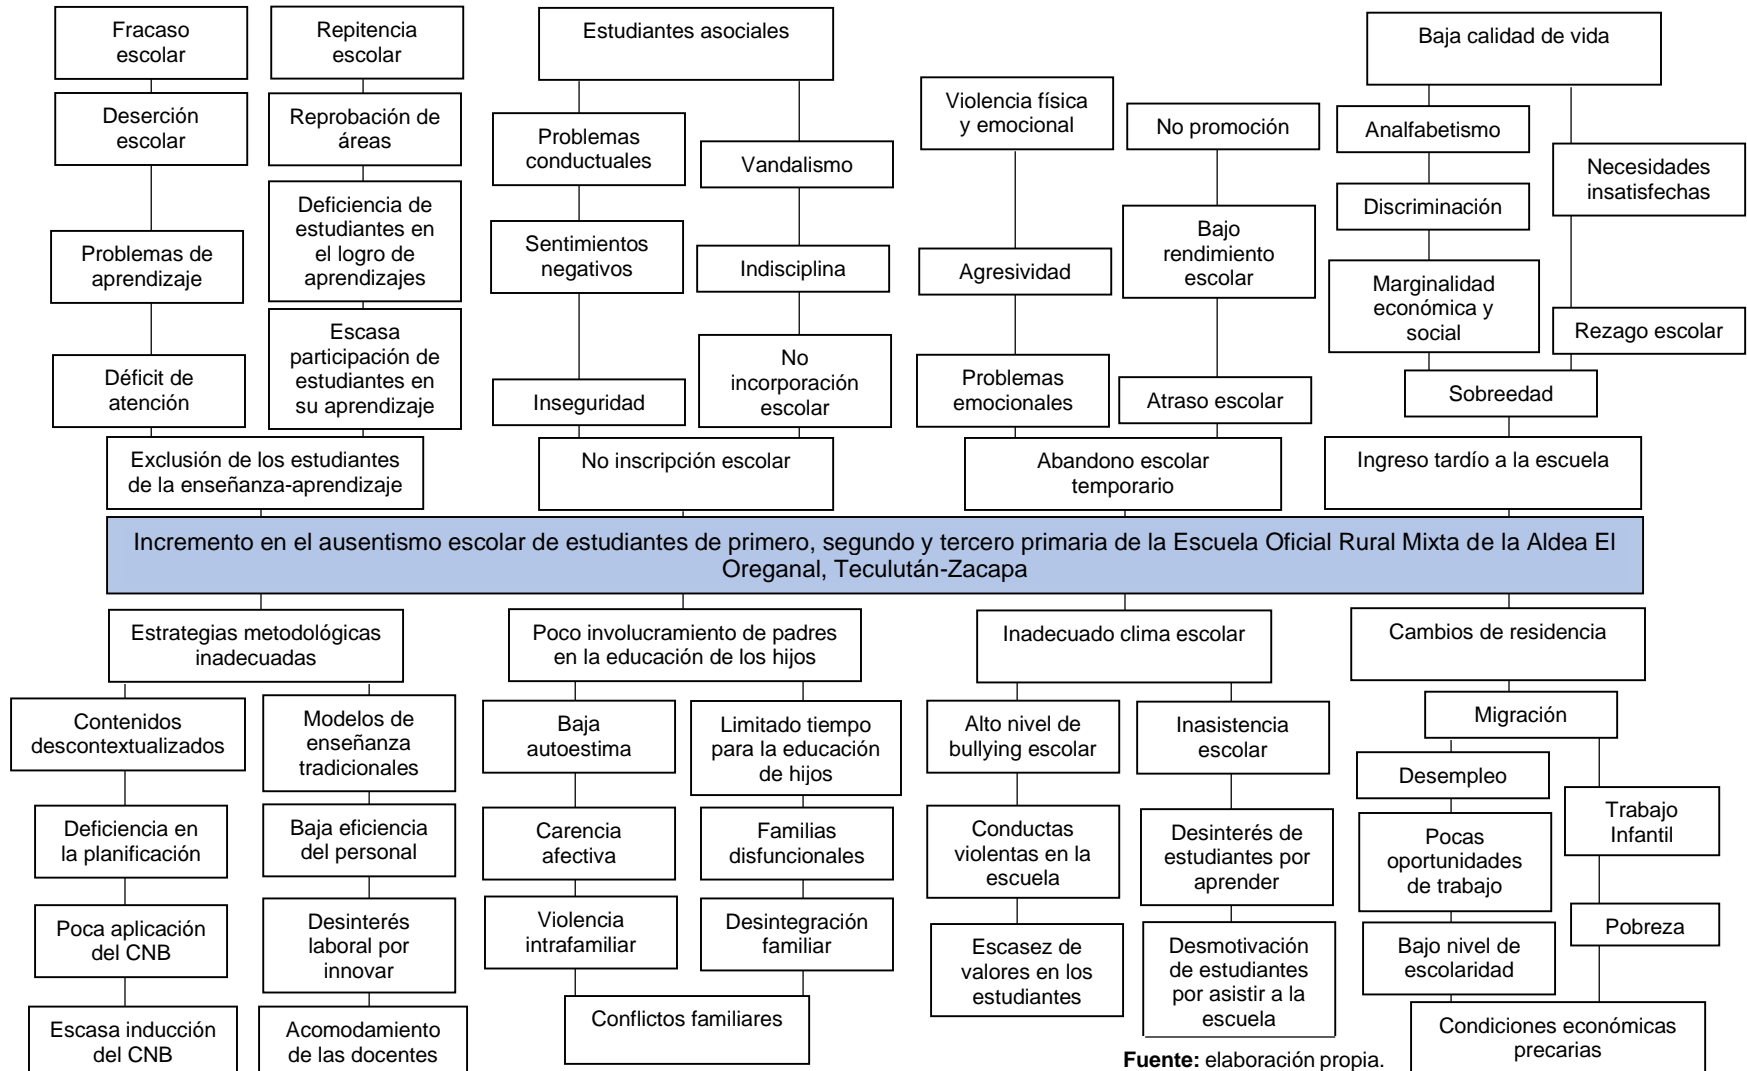 Fracaso
escolar
Repitencia
escolar
Estudiantes asociales
Baja calidad de vida
Deserción
escolar
Reprobación de
áreas
Problemas
conductuales
Vandalismo
Violencia física
y emocional
No promoción
Analfabetismo
Necesidades
insatisfechas
Deficiencia de
estudiantes en
el logro de
aprendizajes
Discriminación
Problemas de
aprendizaje
Sentimientos
negativos
Indisciplina
Agresividad
Bajo
rendimiento
escolar
Marginalidad
económica y
social
Rezago escolar
Escasa
participación de
estudiantes en
su aprendizaje
Déficit de
atención
Inseguridad
No
incorporación
escolar
Problemas
emocionales
Atraso escolar
Sobreedad
Exclusión de los estudiantes
de la enseñanza-aprendizaje
No inscripción escolar
Abandono escolar
temporario
Ingreso tardío a la escuela
Incremento en el ausentismo escolar de estudiantes de primero, segundo y tercero primaria de la Escuela Oficial Rural Mixta de la Aldea El
Oreganal, Teculután-Zacapa
Estrategias metodológicas
inadecuadas
Poco involucramiento de padres
en la educación de los hijos
Inadecuado clima escolar
Cambios de residencia
Contenidos
descontextualizados
Modelos de
enseñanza
tradicionales
Baja
autoestima
Limitado tiempo
para la educación
de hijos
Alto nivel de
bullying escolar
Inasistencia
escolar
Migración
Desempleo
Trabajo
Infantil
Deficiencia en
la planificación
Baja eficiencia
del personal
Carencia
afectiva
Familias
disfuncionales
Conductas
violentas en la
escuela
Desinterés de
estudiantes por
aprender
Pocas
oportunidades
de trabajo
Poca aplicación
del CNB
Desinterés
laboral por
innovar
Violencia
intrafamiliar
Desintegración
familiar
Escasez de
valores en los
estudiantes
Desmotivación
de estudiantes
por asistir a la
escuela
Bajo nivel de
escolaridad
Pobreza
Escasa inducción
del CNB
Acomodamiento
de las docentes
Conflictos familiares
Condiciones económicas
precarias
Fuente: elaboración propia.